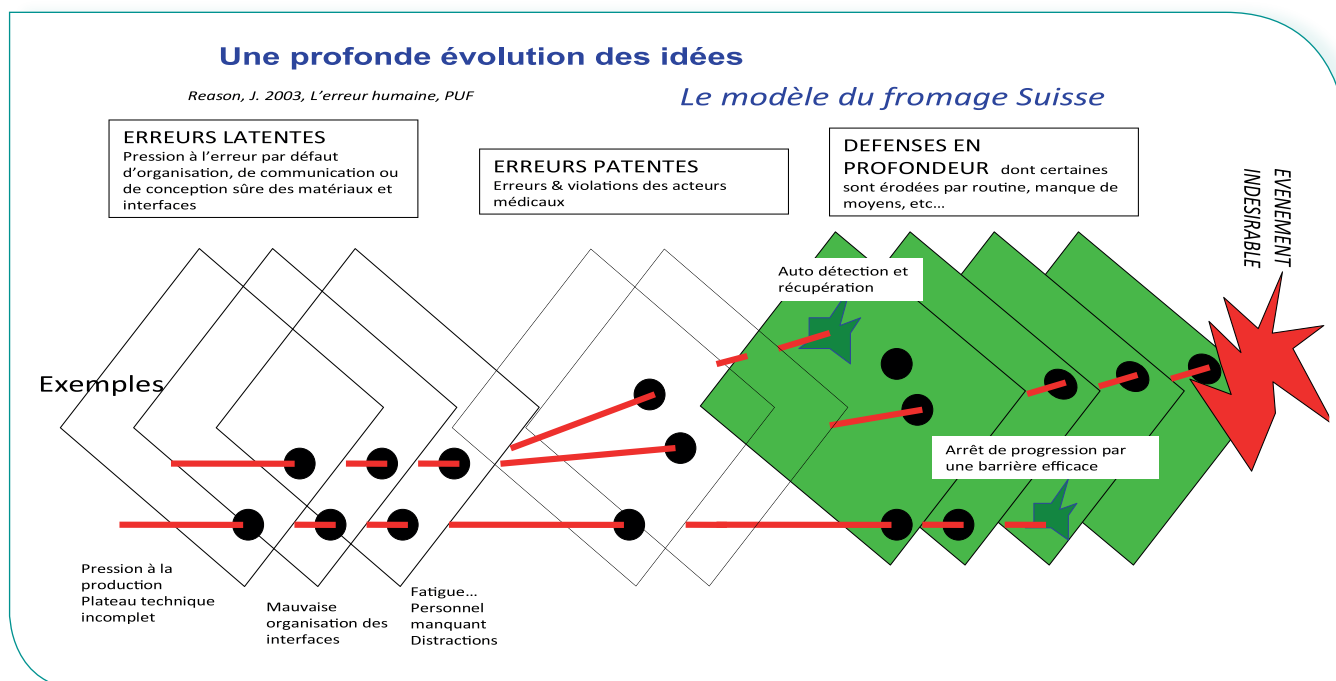 Une profonde évolution des idées
Reason, J. 2003, L'erreur humaine, PUF
Le modèle du fromage Suisse
ERREURS LATENTES
Pression à l'erreur par défaut
d'organisation, de communication ou
de conception sûre des matériaux et
interfaces
ERREURS PATENTES
Erreurs & violations des acteurs
médicaux
DEFENSES EN
PROFONDEUR dont certaines
sont érodées par routine, manque de
moyens, etc...
EVENEMENT
INDESIRABLE
Auto détection et
récupération
Exemples
Arrêt de progression par
une barrière efficace
Pression à la
production
Plateau technique
incomplet
Mauvaise
organisation des
interfaces
Fatigue...
Personnel
manquant
Distractions